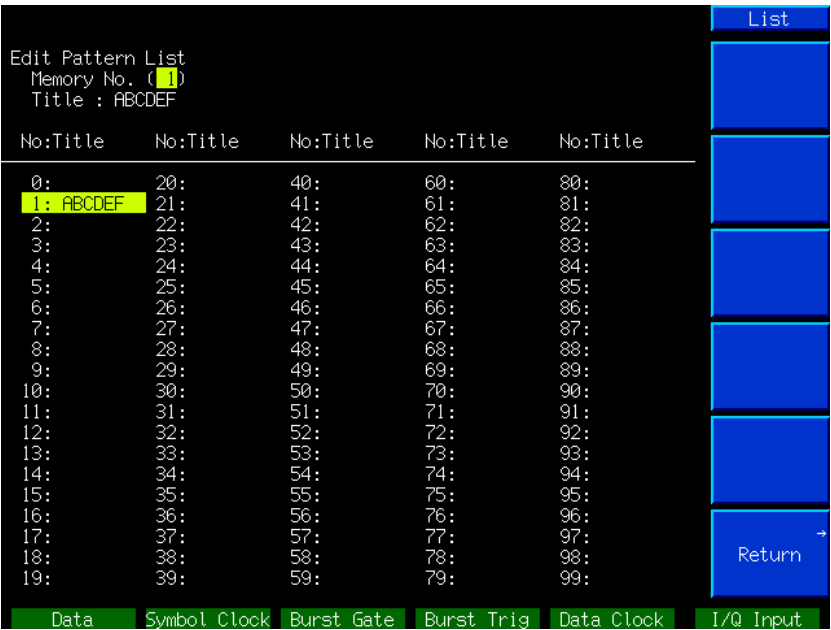 List
Edit Pattern List
Memory No. ( 1)
Title : ABCDEF
No:Title No:Title No:Title No:Title No:Title
0: 20: 40: 60: 80:
1: ABCDEF 21: 41: 61: 81:
2: 22: 42: 62: 82:
3: 23: 43: 63: 83:
4: 24: 44: 64: 84:
5: 25: 45: 65: 85:
6: 26: 46: 66: 86:
7: 27: 47: 67: 87:
8: 28: 48: 68: 88:
9: 29: 49: 69: 89:
10: 30: 50: 70: 90:
11: 31: 51: 71: 91:
12: 32: 52: 72: 92:
13: 33: 53: 73: 93:
14: 34: 54: 74: 94:
15: 35: 55: 75: 95:
16: 36: 56: 76: 96:
17: 37: 57: 77: 97:
18: 38: 58: 78: 98:
19: 39: 59: 79: 99:
→
Return
Data Symbol Clock Burst Gate Burst Trig Data Clock I/Q Input